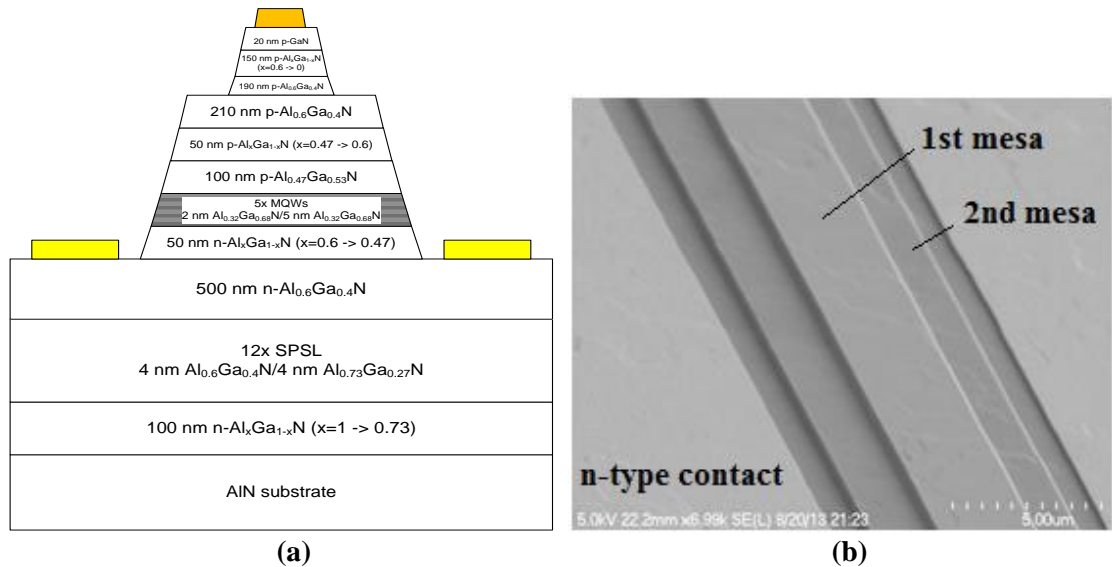 20 nm p-GaN
150 nm p-AlₓGa₁₋ₓN
(x=0.6 -> 0)
190 nm p-Al₀.₆Ga₀.₄N
210 nm p-Al₀.₆Ga₀.₄N
50 nm p-AlₓGa₁₋ₓN (x=0.47 -> 0.6)
100 nm p-Al₀.₄₇Ga₀.₅₃N
5x MQWs
2 nm Al₀.₃₂Ga₀.₆₈N/5 nm Al₀.₃₂Ga₀.₆₈N
50 nm n-AlₓGa₁₋ₓN (x=0.6 -> 0.47)
500 nm n-Al₀.₆Ga₀.₄N
12x SPSL
4 nm Al₀.₆Ga₀.₄N/4 nm Al₀.₇₃Ga₀.₂₇N
100 nm n-AlₓGa₁₋ₓN (x=1 -> 0.73)
AlN substrate
(a)
1st mesa
2nd mesa
n-type contact
5.0kV 22.2mm x6.99k SE(L) 8/20/13 21:23
5.00um
(b)